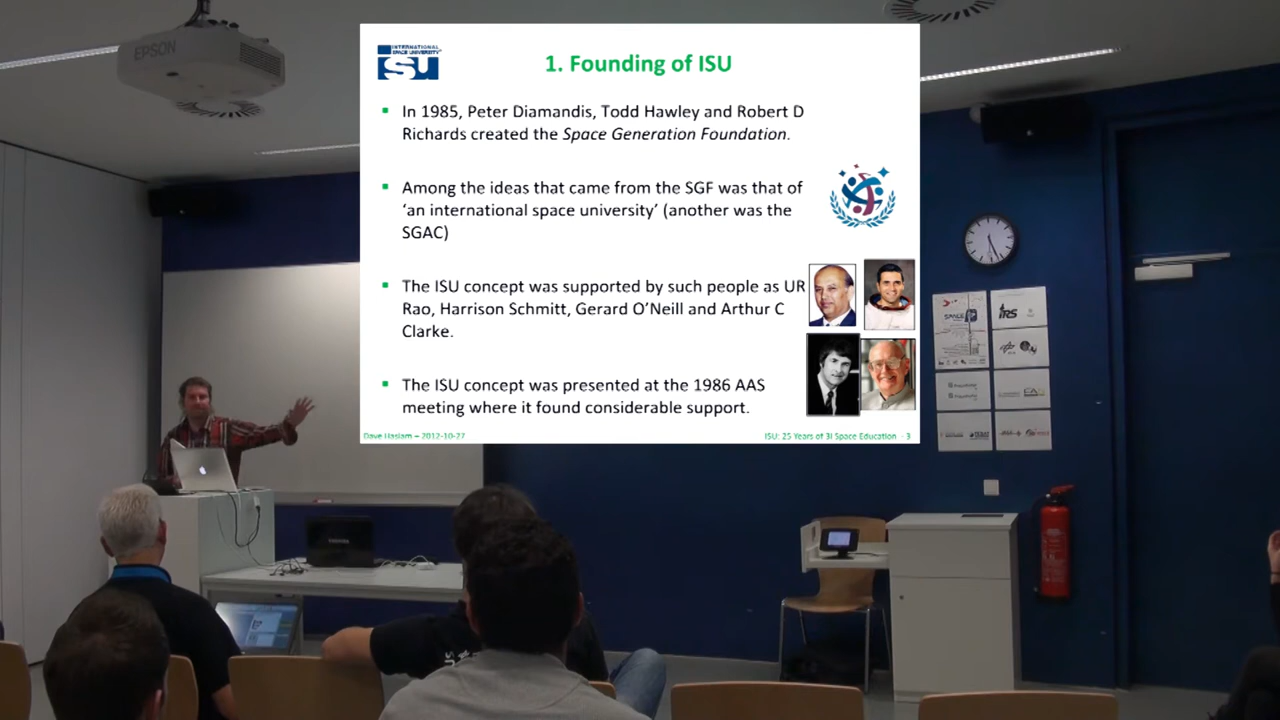 EPSON
INTERNATIONAL
SPACE UNIVERSITY
isu
1. Founding of ISU
In 1985, Peter Diamandis, Todd Hawley and Robert D
Richards created the Space Generation Foundation.
Among the ideas that came from the SGF was that of
‘an international space university’ (another was the
SGAC)
The ISU concept was supported by such people as UR
Rao, Harrison Schmitt, Gerard O’Neill and Arthur C
Clarke.
The ISU concept was presented at the 1986 AAS
meeting where it found considerable support.
Dave Haslam – 2012-10-27
ISU: 25 Years of 3I Space Education - 3
SPACE
IRS
DLR